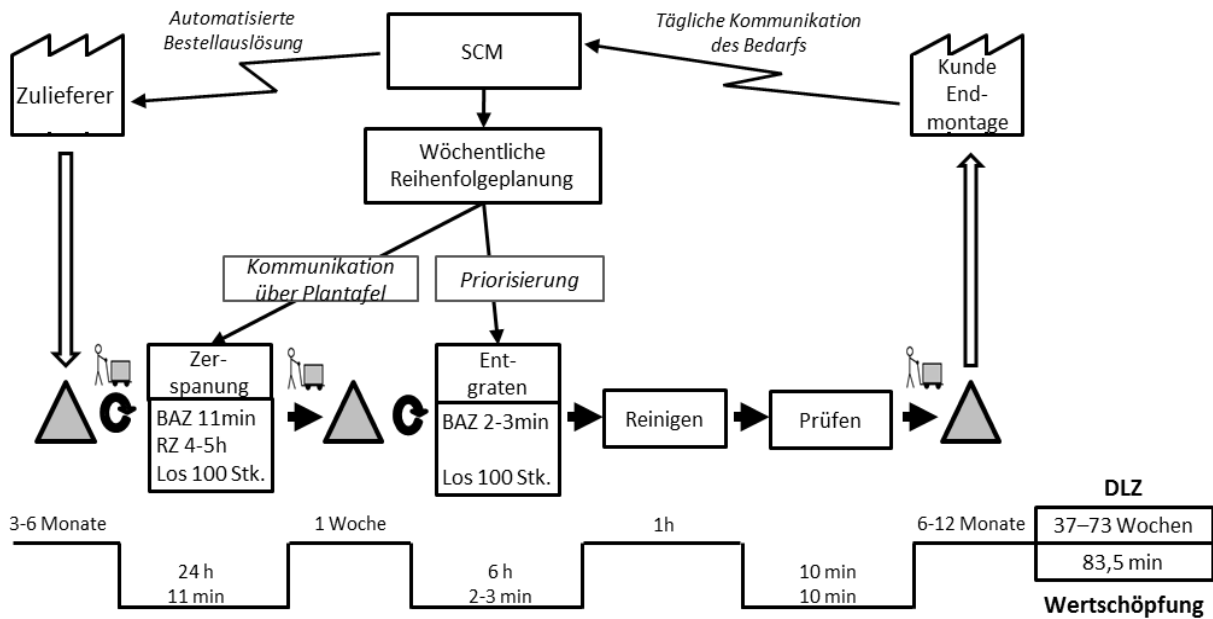 Automatisierte
Bestellauslösung
SCM
Tägliche Kommunikation
des Bedarfs
Zulieferer
Kunde
End-
montage
Wöchentliche
Reihenfolgeplanung
Kommunikation
über Plantafel
Priorisierung
Zer-
spanung
BAZ 11min
RZ 4-5h
Los 100 Stk.
Ent-
graten
BAZ 2-3min
Los 100 Stk.
Reinigen
Prüfen
DLZ
3-6 Monate
1 Woche
1h
6-12 Monate
37–73 Wochen
24 h
11 min
6 h
2-3 min
10 min
10 min
83,5 min
Wertschöpfung